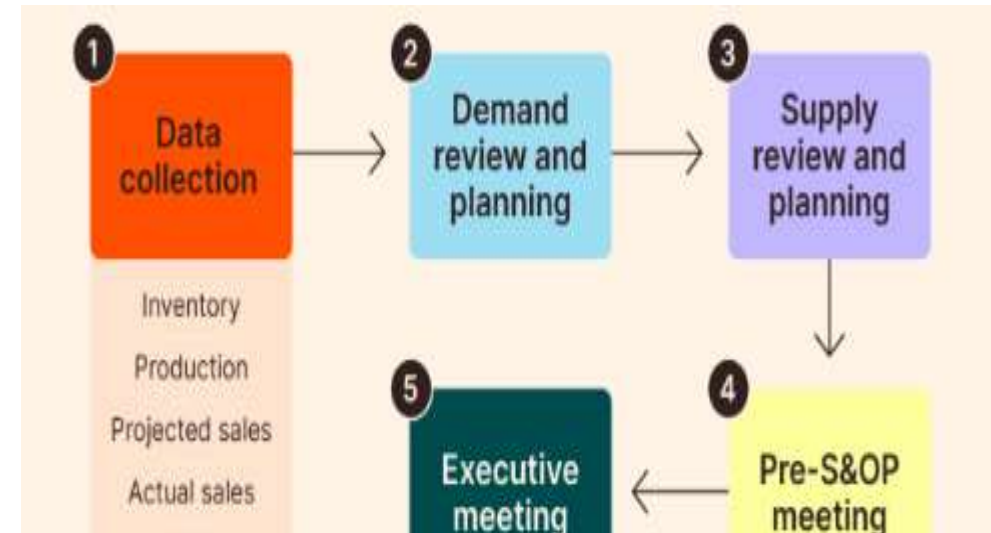 1
Data
collection
Inventory
Production
Projected sales
Actual sales
2
Demand
review and
planning
3
Supply
review and
planning
4
Pre-S&OP
meeting
5
Executive
meeting